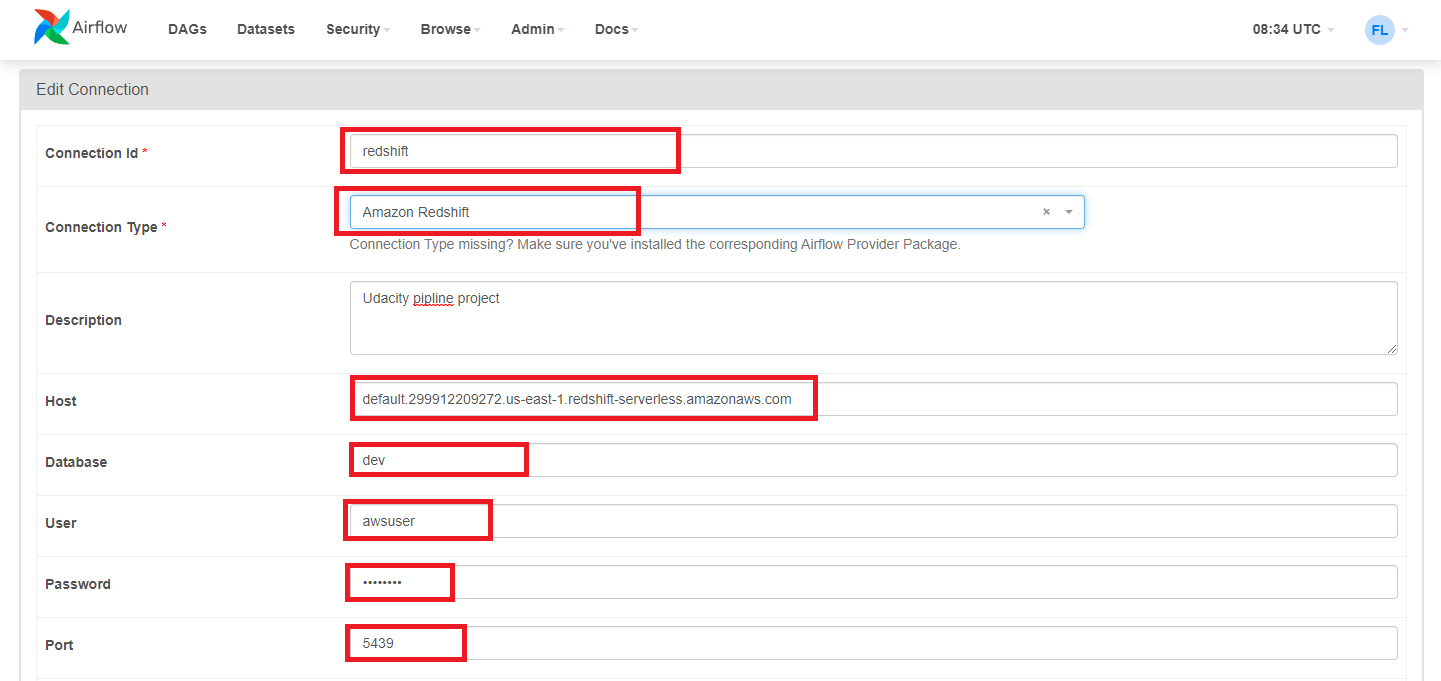 Airflow DAGs Datasets Security Browse Admin Docs 08:34 UTC FL
Edit Connection
Connection Id * redshift
Connection Type * Amazon Redshift × 
Connection Type missing? Make sure you've installed the corresponding Airflow Provider Package.
Description Udacity pipline project
Host default.299912209272.us-east-1.redshift-serverless.amazonaws.com
Database dev
User awsuser
Password ••••••••
Port 5439